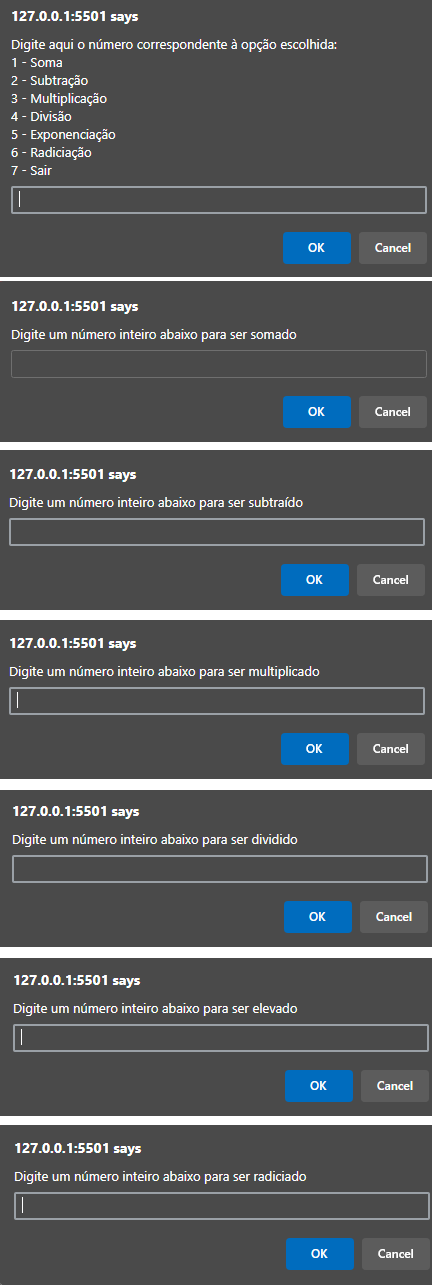 127.0.0.1:5501 says
Digite aqui o número correspondente à opção escolhida:
1 - Soma
2 - Subtração
3 - Multiplicação
4 - Divisão
5 - Exponenciação
6 - Radiciação
7 - Sair
OK Cancel
127.0.0.1:5501 says
Digite um número inteiro abaixo para ser somado
OK Cancel
127.0.0.1:5501 says
Digite um número inteiro abaixo para ser subtraído
OK Cancel
127.0.0.1:5501 says
Digite um número inteiro abaixo para ser multiplicado
OK Cancel
127.0.0.1:5501 says
Digite um número inteiro abaixo para ser dividido
OK Cancel
127.0.0.1:5501 says
Digite um número inteiro abaixo para ser elevado
OK Cancel
127.0.0.1:5501 says
Digite um número inteiro abaixo para ser radiciado
OK Cancel